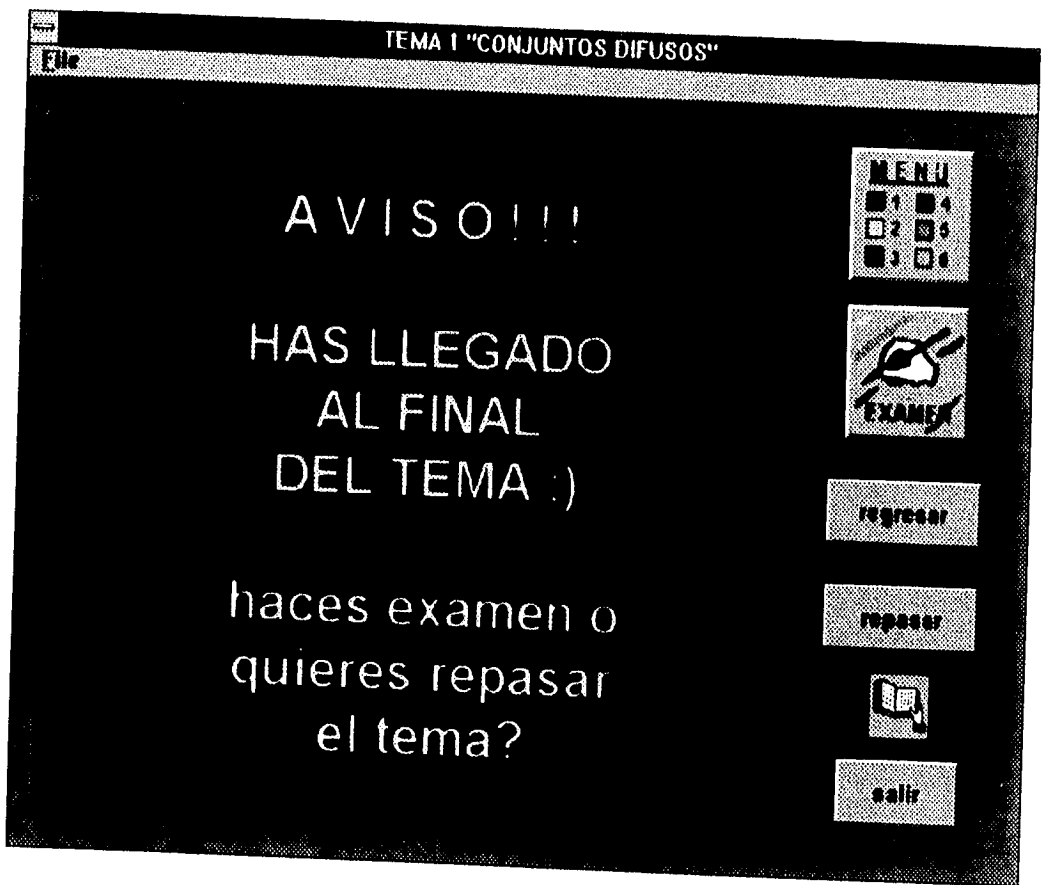 TEMA 1 "CONJUNTOS DIFUSOS"
File
A V I S O ! ! !
HAS LLEGADO
AL FINAL
DEL TEMA :)
haces examen o
quieres repasar
el tema?
MENU
1 4
2 5
3 6
EXAMEN
regresar
repasar
salir